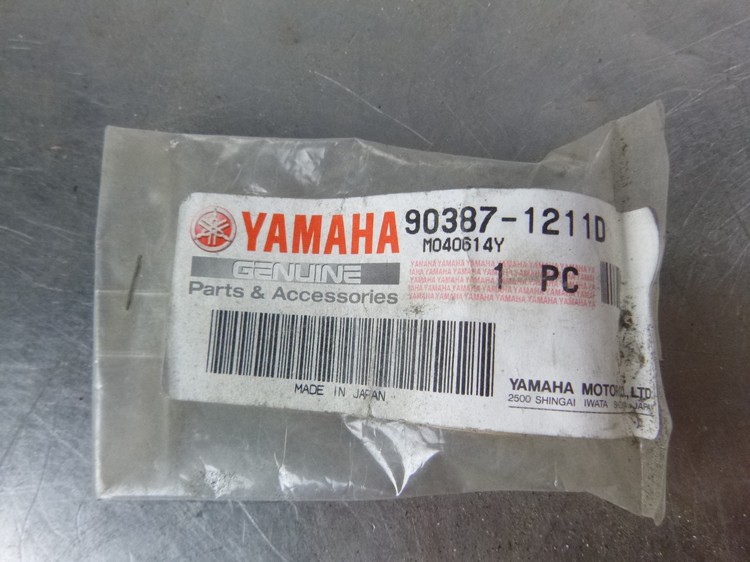 YAMAHA 90387-1211D
M040614Y
GENUINE
Parts & Accessories
1 PC
MADE IN JAPAN
YAMAHA MOTOR CO., LTD.
2500 SHINGAI IWATA JAPAN